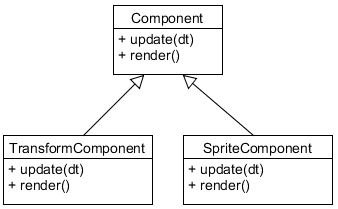 Component
+ update(dt)
+ render()
TransformComponent
+ update(dt)
+ render()
SpriteComponent
+ update(dt)
+ render()